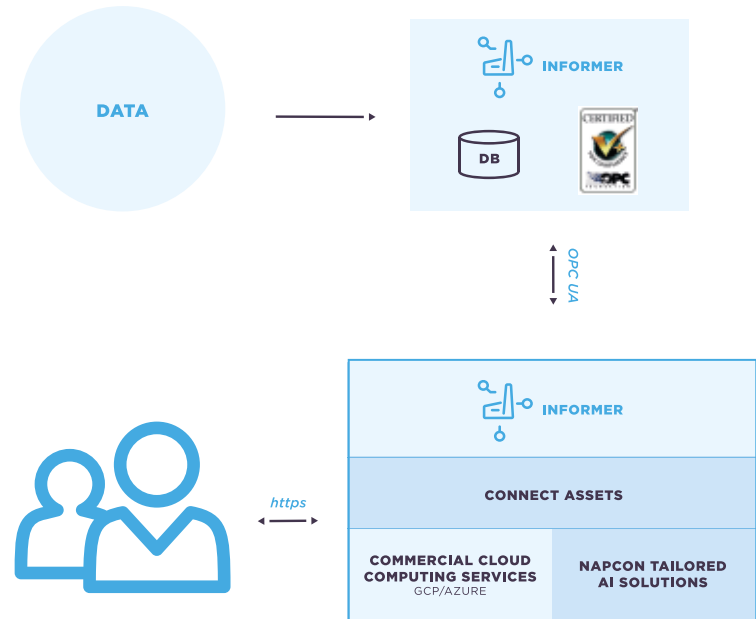 DATA
INFORMER
DB
CERTIFIED
OPC
OPC UA
INFORMER
https
CONNECT ASSETS
COMMERCIAL CLOUD
COMPUTING SERVICES
GCP/AZURE
NAPCON TAILORED
AI SOLUTIONS